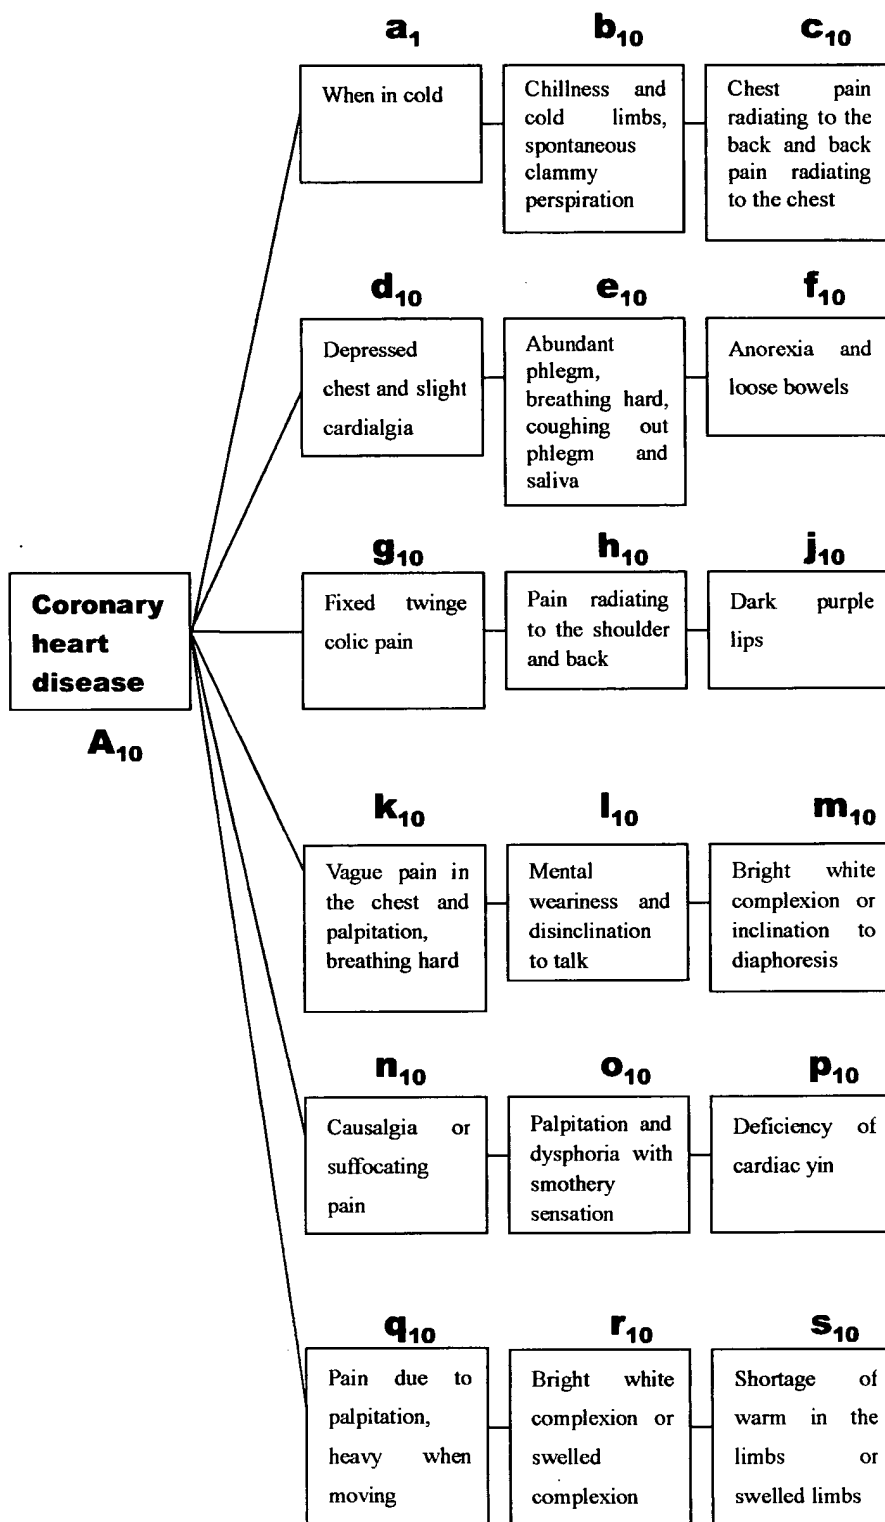 a1
b10
c10
When in cold
Chillness and
cold limbs,
spontaneous
clammy
perspiration
Chest pain
radiating to the
back and back
pain radiating
to the chest
d10
e10
f10
Depressed
chest and slight
cardialgia
Abundant
phlegm,
breathing hard,
coughing out
phlegm and
saliva
Anorexia and
loose bowels
g10
h10
j10
Coronary
heart
disease
A10
Fixed twinge
colic pain
Pain radiating
to the shoulder
and back
Dark purple
lips
k10
l10
m10
Vague pain in
the chest and
palpitation,
breathing hard
Mental
weariness and
disinclination
to talk
Bright white
complexion or
inclination to
diaphoresis
n10
o10
p10
Causalgia or
suffocating
pain
Palpitation and
dysphoria with
smothery
sensation
Deficiency of
cardiac yin
q10
r10
s10
Pain due to
palpitation,
heavy when
moving
Bright white
complexion or
swelled
complexion
Shortage of
warm in the
limbs or
swelled limbs